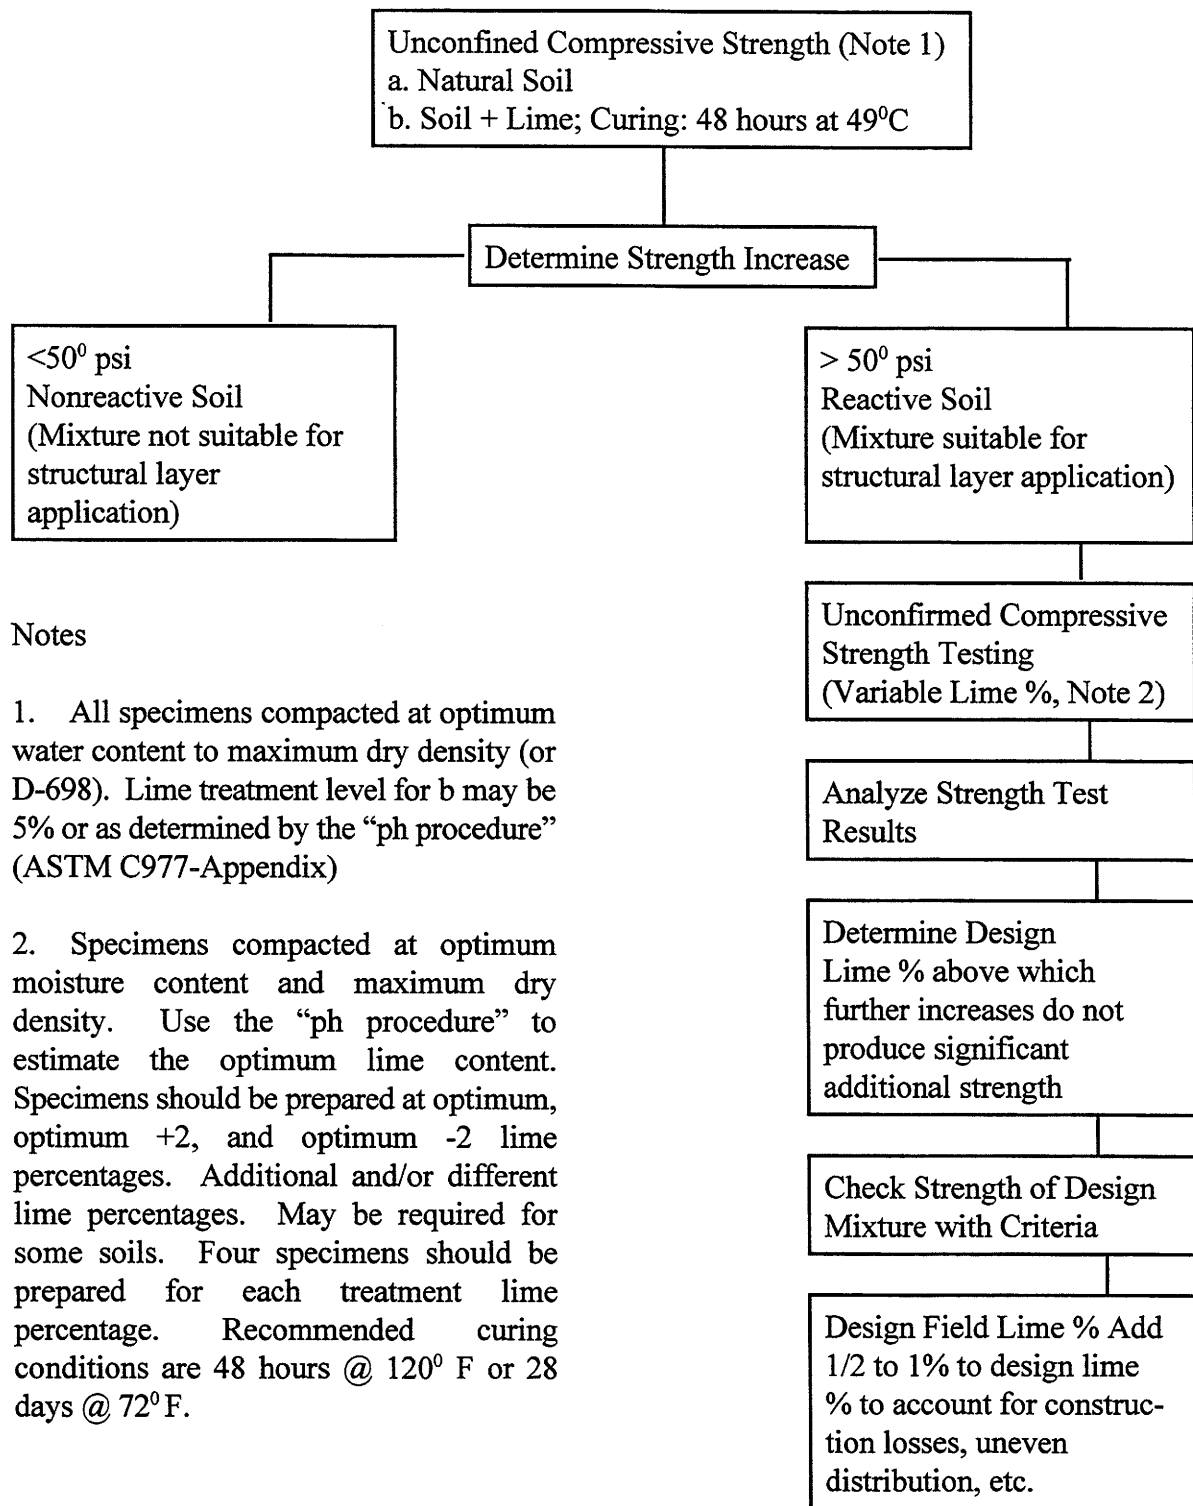 Unconfined Compressive Strength (Note 1)
a. Natural Soil
b. Soil + Lime; Curing: 48 hours at 49⁰C
Determine Strength Increase
<50⁰ psi
Nonreactive Soil
(Mixture not suitable for
structural layer
application)
> 50⁰ psi
Reactive Soil
(Mixture suitable for
structural layer application)
Unconfirmed Compressive
Strength Testing
(Variable Lime %, Note 2)
Analyze Strength Test
Results
Determine Design
Lime % above which
further increases do not
produce significant
additional strength
Check Strength of Design
Mixture with Criteria
Design Field Lime % Add
1/2 to 1% to design lime
% to account for construc-
tion losses, uneven
distribution, etc.
Notes
1. All specimens compacted at optimum
water content to maximum dry density (or
D-698). Lime treatment level for b may be
5% or as determined by the “ph procedure”
(ASTM C977-Appendix)
2. Specimens compacted at optimum
moisture content and maximum dry
density. Use the “ph procedure” to
estimate the optimum lime content.
Specimens should be prepared at optimum,
optimum +2, and optimum -2 lime
percentages. Additional and/or different
lime percentages. May be required for
some soils. Four specimens should be
prepared for each treatment lime
percentage. Recommended curing
conditions are 48 hours @ 120⁰ F or 28
days @ 72⁰ F.